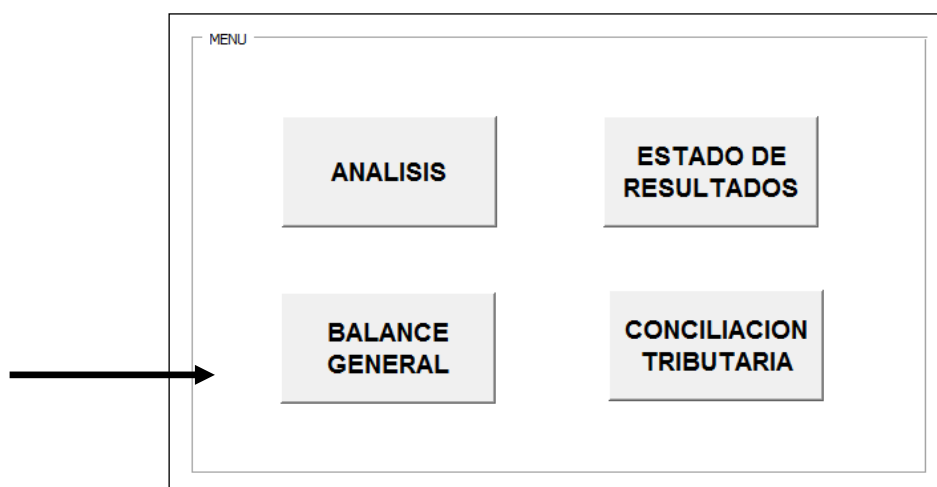 MENU
ANALISIS
ESTADO DE
RESULTADOS
BALANCE
GENERAL
CONCILIACION
TRIBUTARIA